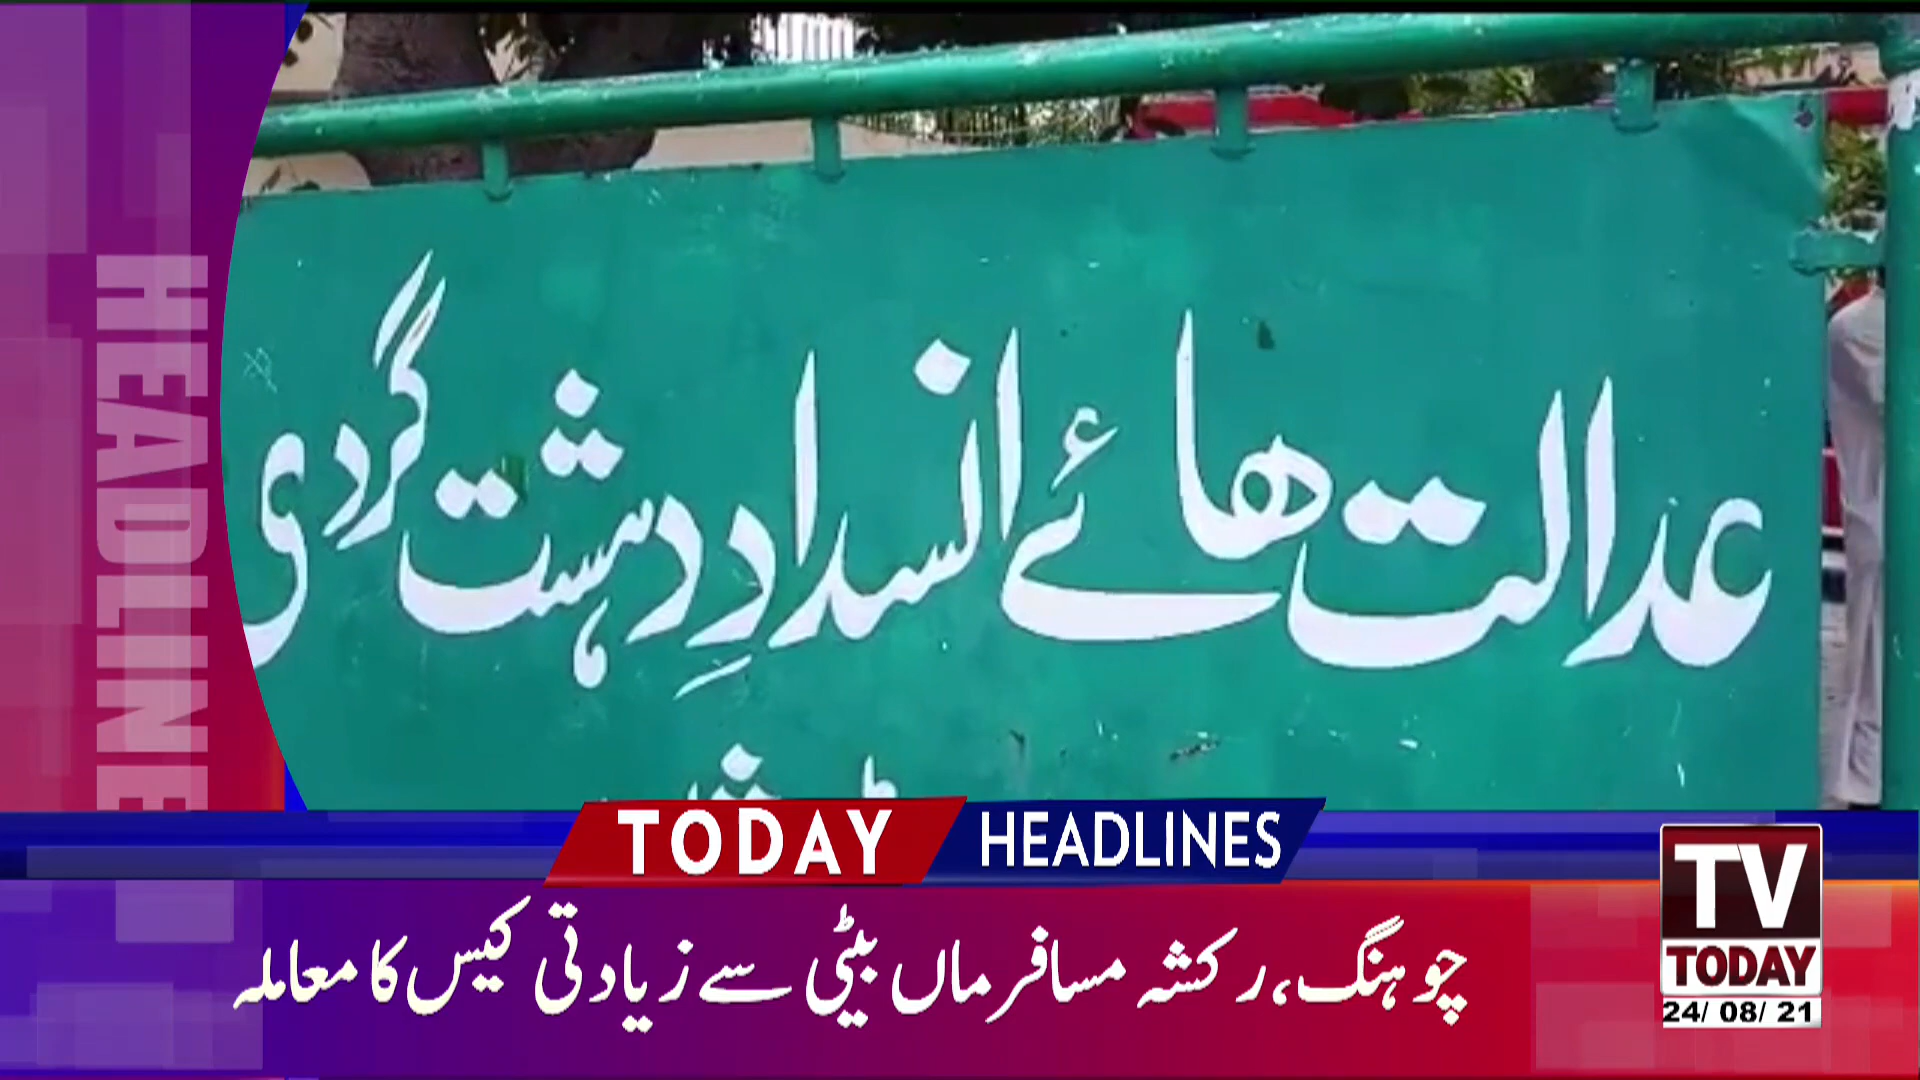 HEADLINE
عدالت ہائے انسدادِ دہشت گردی
TODAY HEADLINES
چوہنگ، رکشہ مسافر ماں بیٹی سے زیادتی کیس کا معاملہ
TV
TODAY
24/ 08/ 21